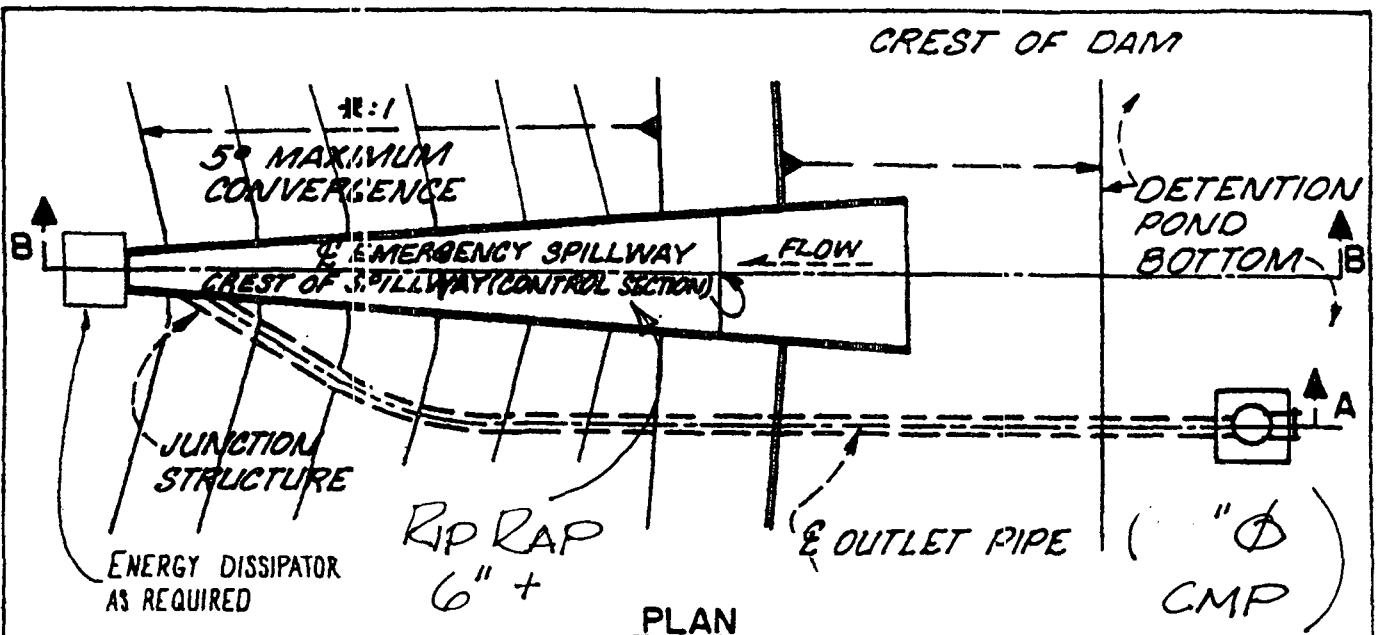 CREST OF DAM
5° MAXIMUM
CONVERGENCE
DETENTION
POND
BOTTOM
B
B
℄ EMERGENCY SPILLWAY
FLOW
CREST OF SPILLWAY (CONTROL SECTION)
A
JUNCTION
STRUCTURE
RIP RAP
6" +
℄ OUTLET PIPE
( "Ø
CMP )
ENERGY DISSIPATOR
AS REQUIRED
PLAN